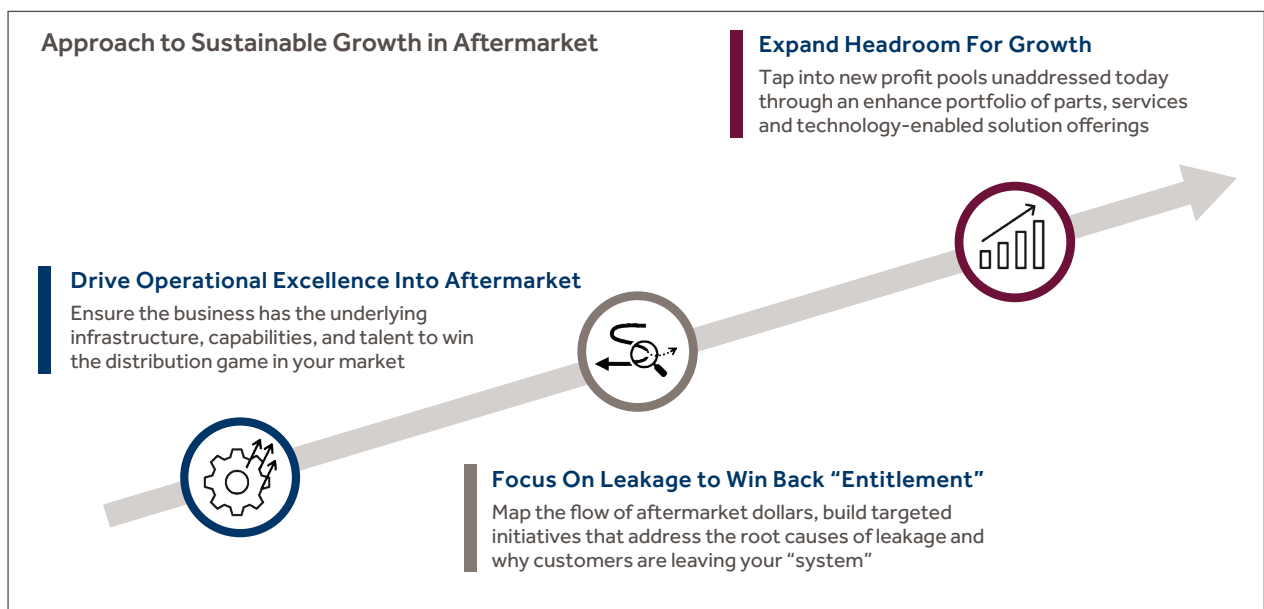 Approach to Sustainable Growth in Aftermarket
Expand Headroom For Growth
Tap into new profit pools unaddressed today
through an enhance portfolio of parts, services
and technology-enabled solution offerings
Drive Operational Excellence Into Aftermarket
Ensure the business has the underlying
infrastructure, capabilities, and talent to win
the distribution game in your market
Focus On Leakage to Win Back “Entitlement”
Map the flow of aftermarket dollars, build targeted
initiatives that address the root causes of leakage and
why customers are leaving your “system”